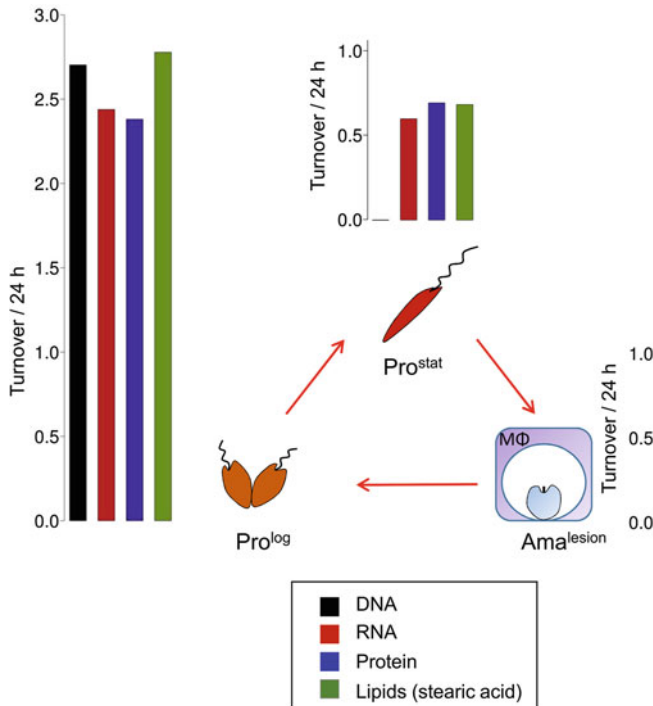 3.0
2.5
2.0
1.5
1.0
0.5
0.0
Turnover / 24 h
1.0
0.5
0.0
Turnover / 24 h
Pro^stat
1.0
0.5
0.0
Turnover / 24 h
MΦ
Pro^log
Ama^lesion
DNA
RNA
Protein
Lipids (stearic acid)